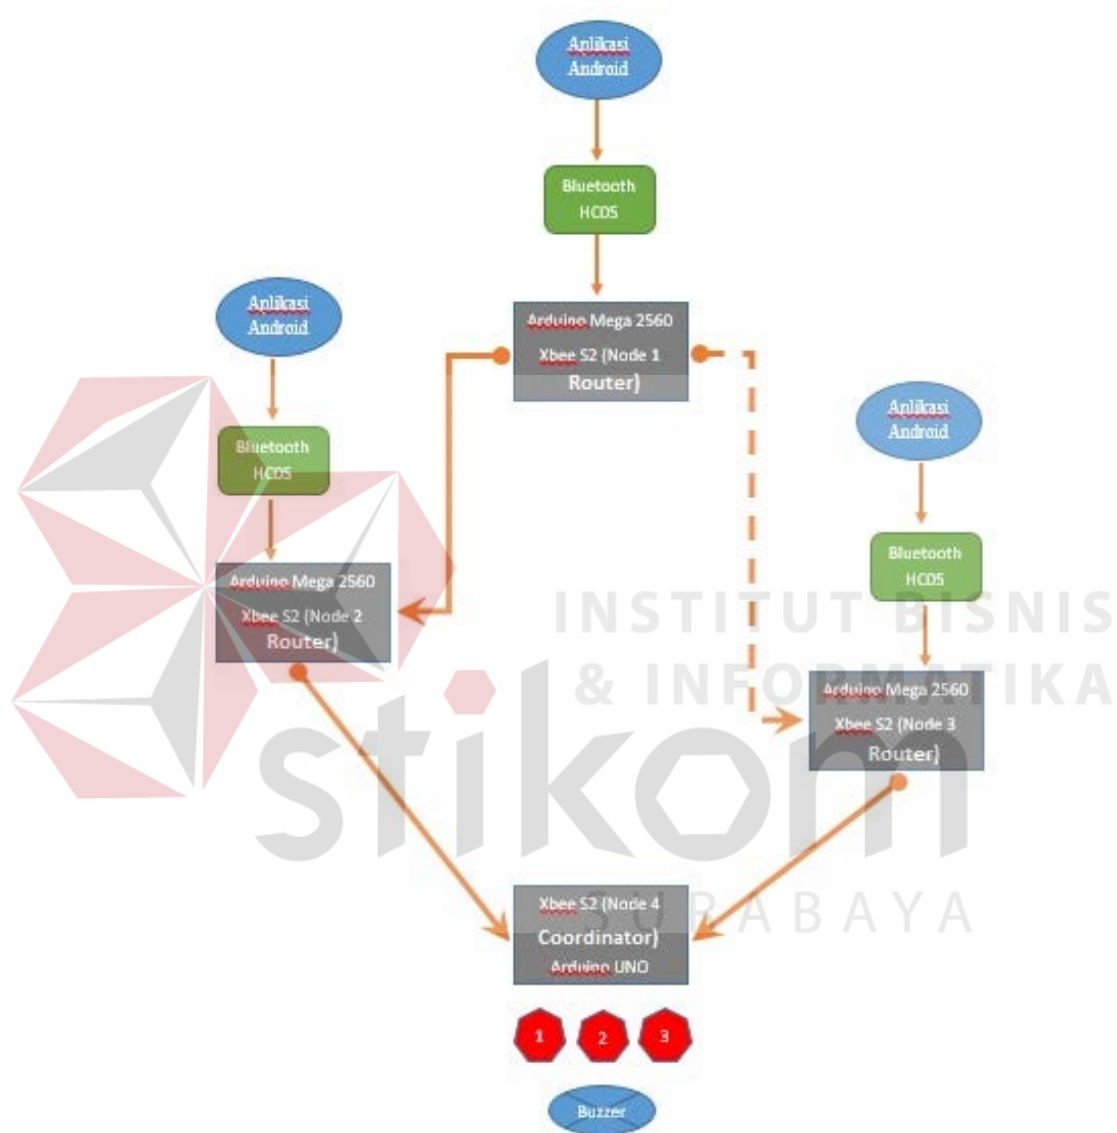 Aplikasi
Android
Bluetooth
HC05
Arduino Mega 2560
Xbee S2 (Node 1
Router)
Aplikasi
Android
Bluetooth
HC05
Arduino Mega 2560
Xbee S2 (Node 2
Router)
Aplikasi
Android
Bluetooth
HC05
Arduino Mega 2560
Xbee S2 (Node 3
Router)
INSTITUT BISNIS
& INFORMATIKA
stikom
SURABAYA
Xbee S2 (Node 4
Coordinator)
Arduino UNO
1
2
3
Buzzer